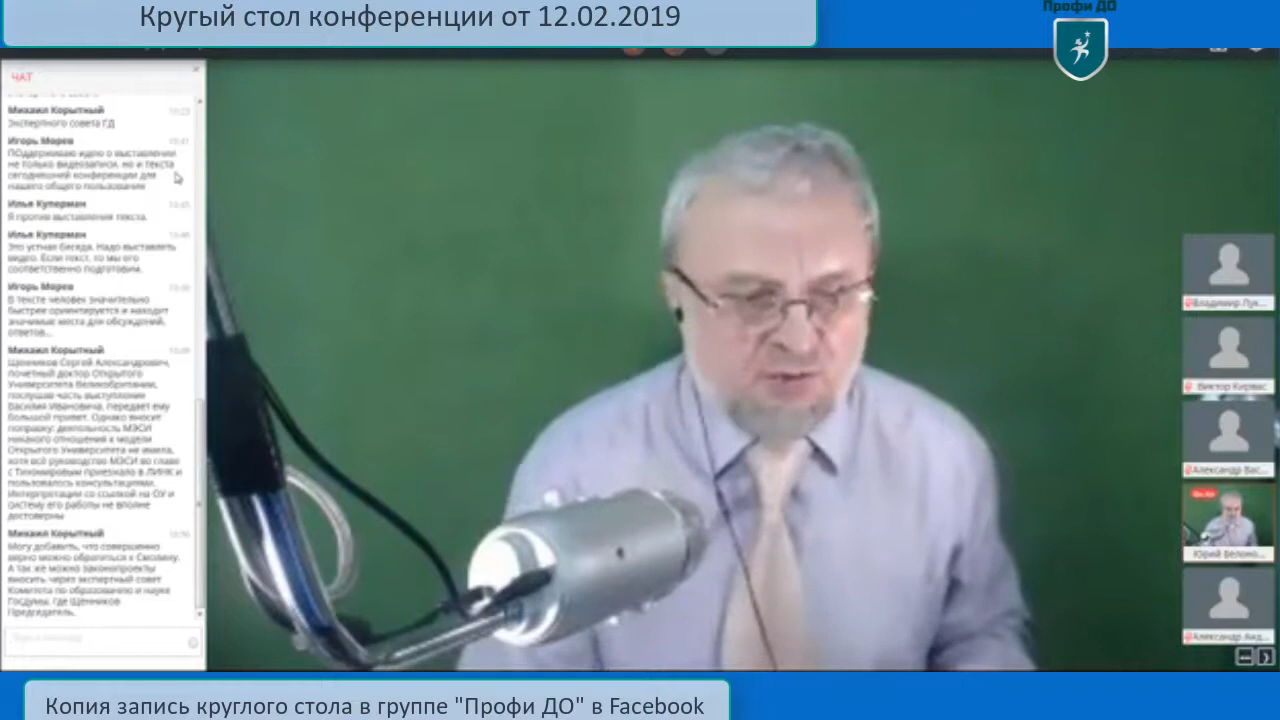 Кругый стол конференции от 12.02.2019
Профи ДО
ЧАТ
Михаил Корытный
Экспертного совета ГД
Игорь Морев
Поддерживаю идею о выставлении
не только видеозаписи, но и текста
сегодняшней конференции для
нашего общего пользования
Илья Куперман
Я против выставления текста.
Илья Куперман
Это устная беседа. Надо выставлять
видео. Если текст, то мы его
соответственно подготовим.
Игорь Морев
В тексте человек значительно
быстрее ориентируется и находит
значимые места для обсуждений,
ответов...
Михаил Корытный
Щенников Сергей Александрович,
почетный доктор Открытого
Университета Великобритании,
послушав часть выступления
Василия Ивановича, передает ему
большой привет. Однако вносит
поправку: деятельность МЭСИ
никакого отношения к модели
Открытого Университета не имела,
хотя всё руководство МЭСИ во главе
с Тихомировым приезжало в ЛИНК и
пользовалось консультациями.
Интерпретации со ссылкой на ОУ и
систему его работы не вполне
достоверны
Михаил Корытный
Могу добавить, что совершенно
верно можно обратиться к Смолину.
А так же можно законопроекты
вносить через экспертный совет
Комитета по образованию и науке
Госдумы, где Щенников
Председатель.
Владимир Лук...
Виктор Кирвас
Александр Вас...
Юрий Белоно...
Александр Анд...
Копия запись круглого стола в группе "Профи ДО" в Facebook